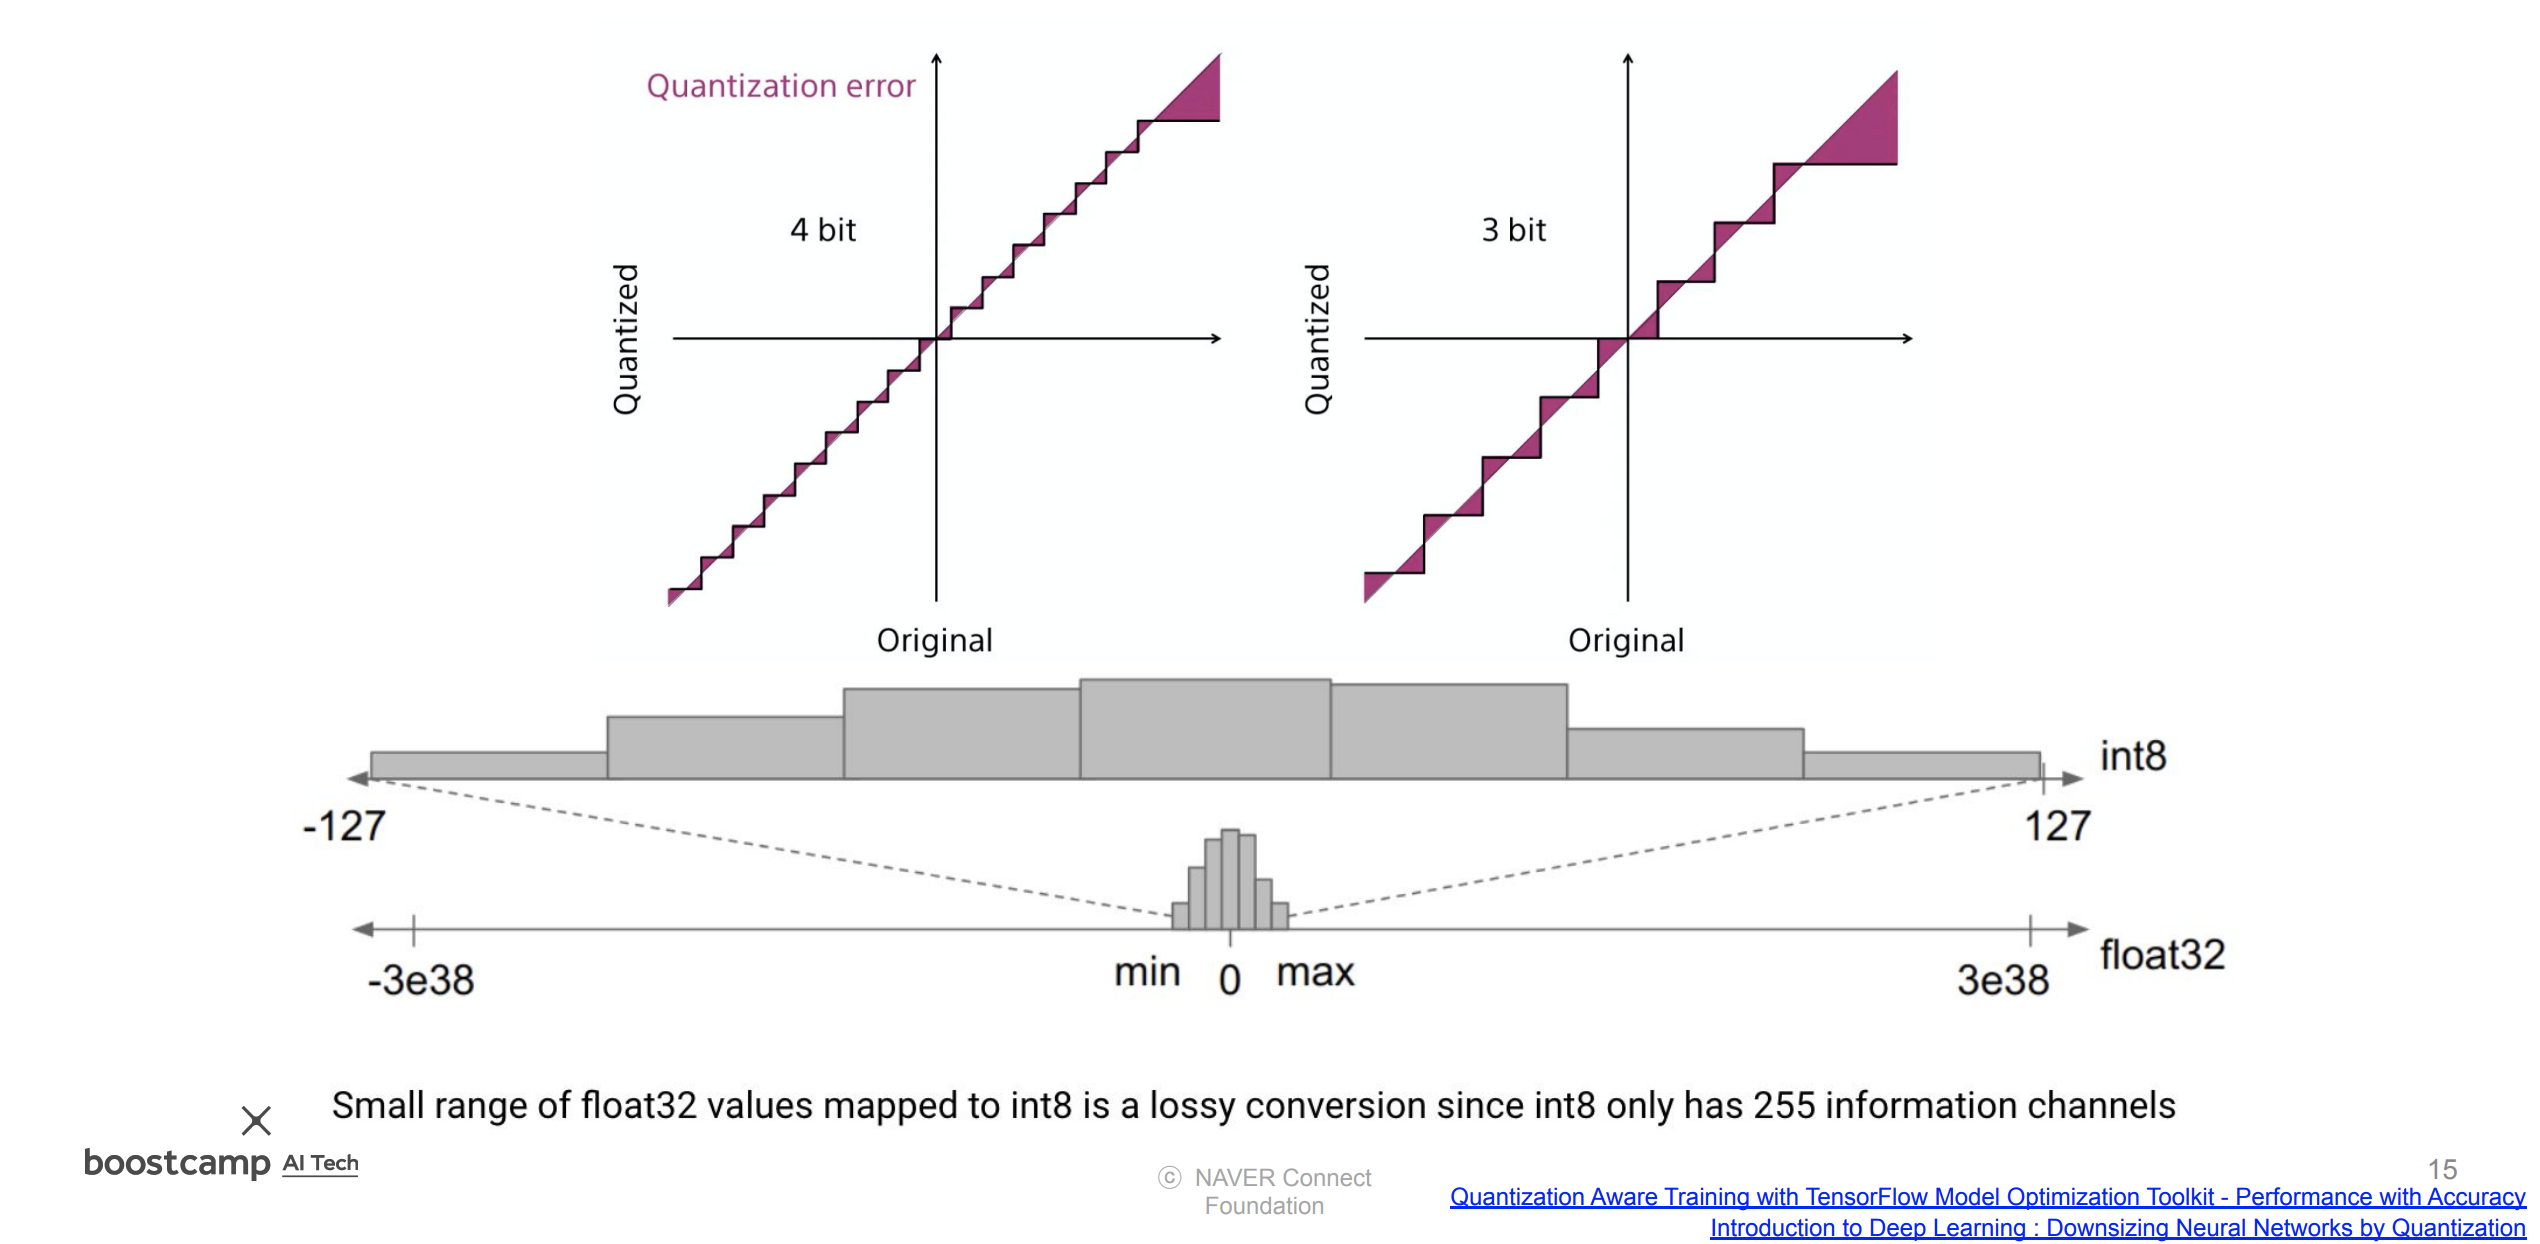 Quantization error
4 bit
3 bit
Quantized
Quantized
Original
Original
int8
-127
127
float32
-3e38
min
0
max
3e38
Small range of float32 values mapped to int8 is a lossy conversion since int8 only has 255 information channels
boostcamp AI Tech
ⓒ NAVER Connect
Foundation
15
Quantization Aware Training with TensorFlow Model Optimization Toolkit - Performance with Accuracy
Introduction to Deep Learning : Downsizing Neural Networks by Quantization